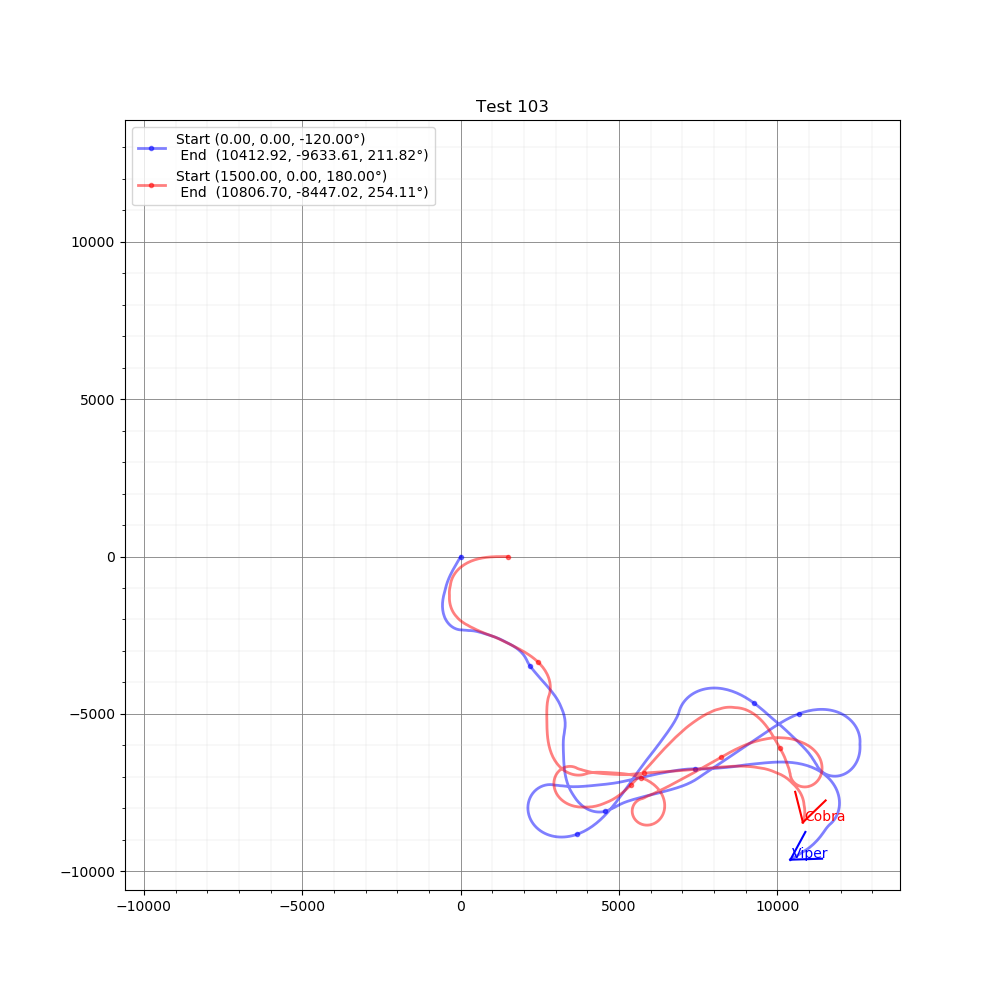 Test 103
Start (0.00, 0.00, -120.00°)
End (10412.92, -9633.61, 211.82°)
Start (1500.00, 0.00, 180.00°)
End (10806.70, -8447.02, 254.11°)
10000
5000
0
−5000
−10000
Cobra
Viper
−10000 −5000 0 5000 10000